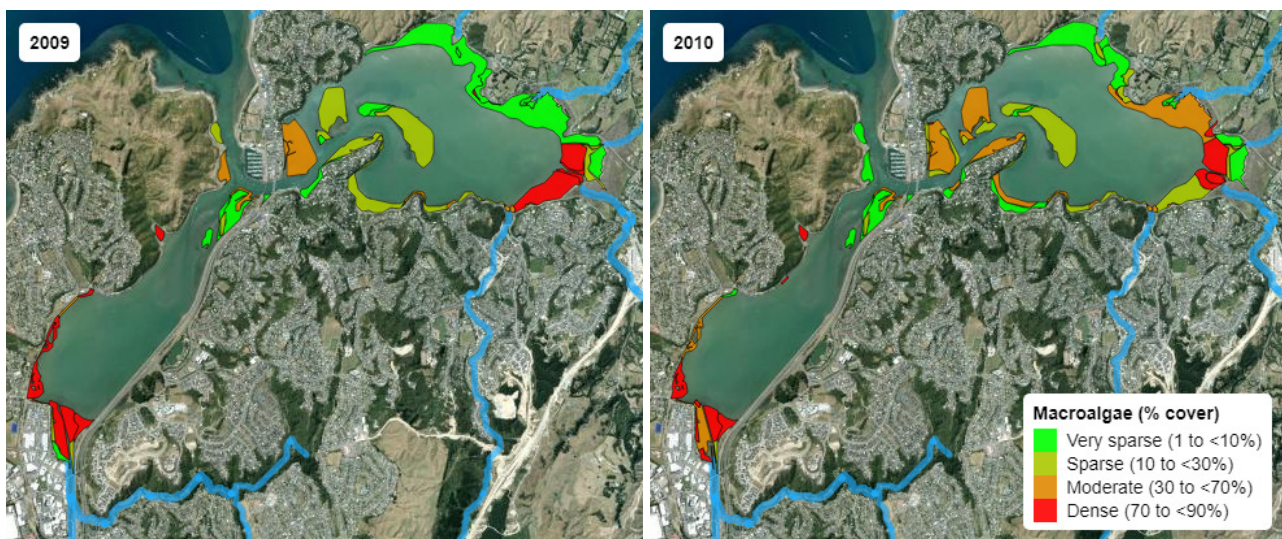 2009
2010
Macroalgae (% cover)
Very sparse (1 to <10%)
Sparse (10 to <30%)
Moderate (30 to <70%)
Dense (70 to <90%)